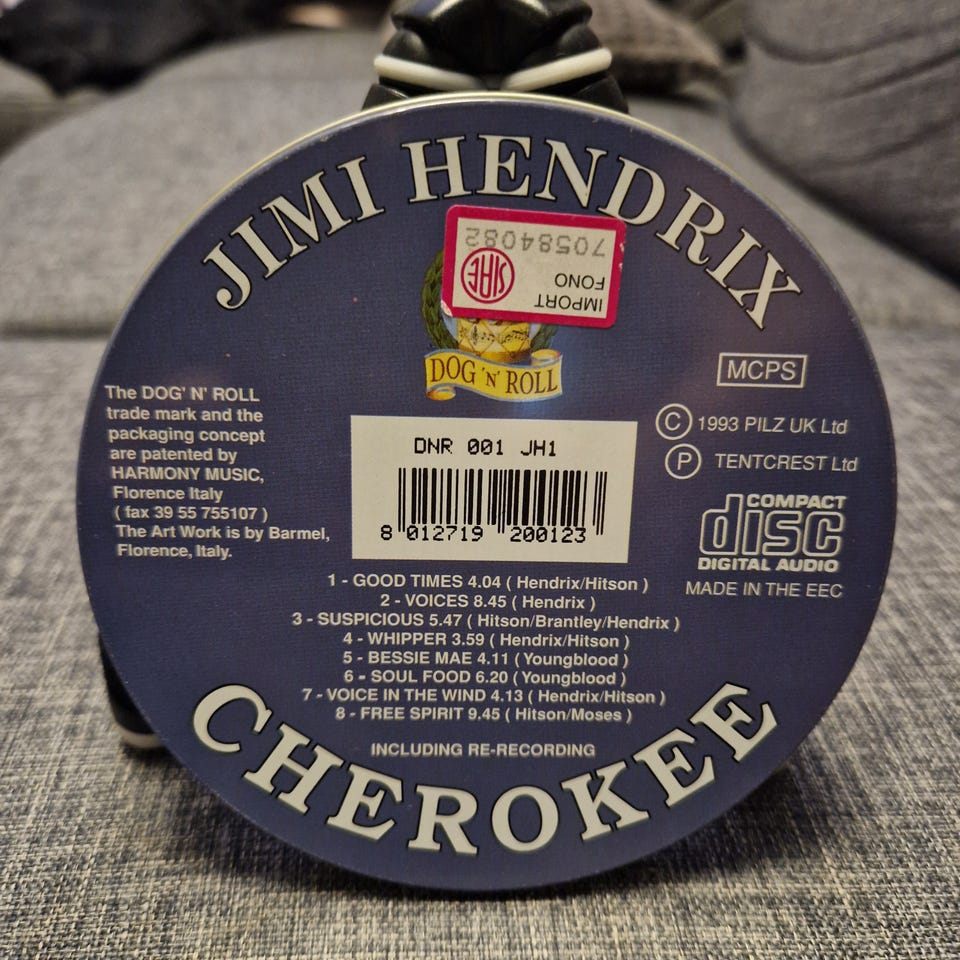 JIMI HENDRIX
70584082
SIAE
IMPORT
FONO
DOG 'N' ROLL
MCPS
The DOG' N' ROLL
trade mark and the
packaging concept
are patented by
HARMONY MUSIC,
Florence Italy
( fax 39 55 755107 )
The Art Work is by Barmel,
Florence, Italy.
DNR 001 JH1
8 012719 200123
C 1993 PILZ UK Ltd
P TENTCREST Ltd
COMPACT
disc
DIGITAL AUDIO
MADE IN THE EEC
1 - GOOD TIMES 4.04 ( Hendrix/Hitson )
2 - VOICES 8.45 ( Hendrix )
3 - SUSPICIOUS 5.47 ( Hitson/Brantley/Hendrix )
4 - WHIPPER 3.59 ( Hendrix/Hitson )
5 - BESSIE MAE 4.11 ( Youngblood )
6 - SOUL FOOD 6.20 ( Youngblood )
7 - VOICE IN THE WIND 4.13 ( Hendrix/Hitson )
8 - FREE SPIRIT 9.45 ( Hitson/Moses )
INCLUDING RE-RECORDING
CHEROKEE